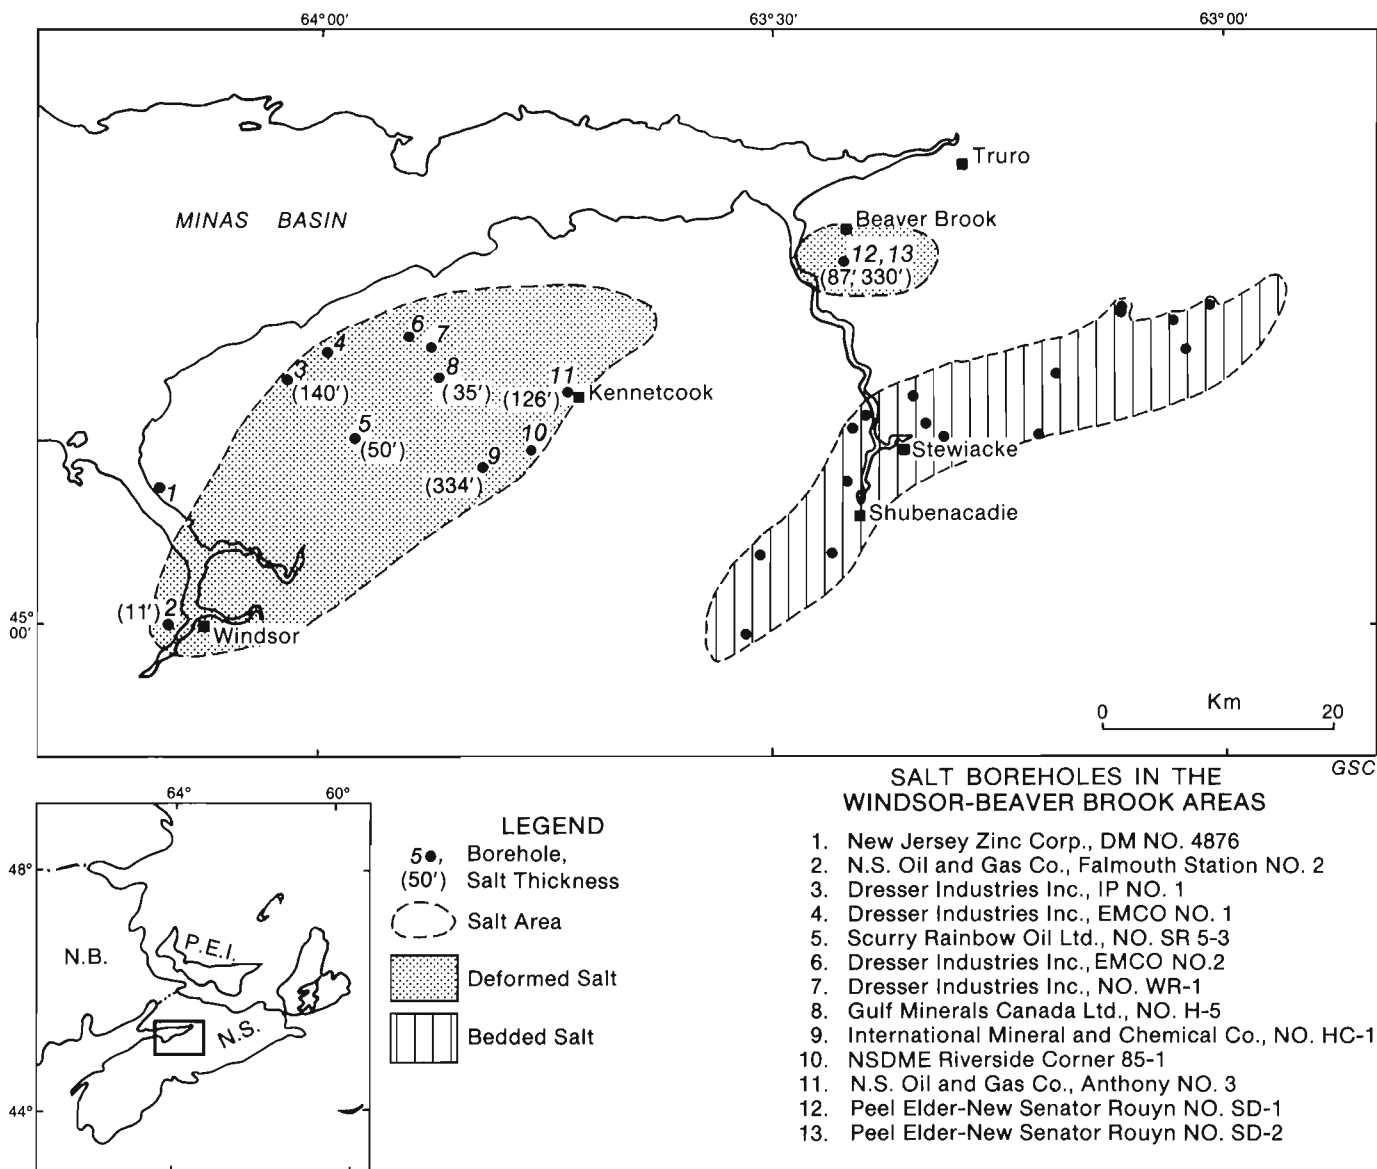 64° 00' 63° 30' 63° 00'
Truro
MINAS BASIN
Beaver Brook
12, 13
(87', 330')
6 7
4
3 8 11
(140') (35') (126') Kennetcook
5 10
(50') 9
(334')
Stewiacke
1
Shubenacadie
(11') 2
45°
00'
Windsor
Km
0 20
GSC
SALT BOREHOLES IN THE
WINDSOR-BEAVER BROOK AREAS
1. New Jersey Zinc Corp., DM NO. 4876
2. N.S. Oil and Gas Co., Falmouth Station NO. 2
3. Dresser Industries Inc., IP NO. 1
4. Dresser Industries Inc., EMCO NO. 1
5. Scurry Rainbow Oil Ltd., NO. SR 5-3
6. Dresser Industries Inc., EMCO NO.2
7. Dresser Industries Inc., NO. WR-1
8. Gulf Minerals Canada Ltd., NO. H-5
9. International Mineral and Chemical Co., NO. HC-1
10. NSDME Riverside Corner 85-1
11. N.S. Oil and Gas Co., Anthony NO. 3
12. Peel Elder-New Senator Rouyn NO. SD-1
13. Peel Elder-New Senator Rouyn NO. SD-2
LEGEND
5 , Borehole,
(50') Salt Thickness
Salt Area
Deformed Salt
Bedded Salt
64° 60°
48°
N.B.
P.E.I.
N.S.
44°